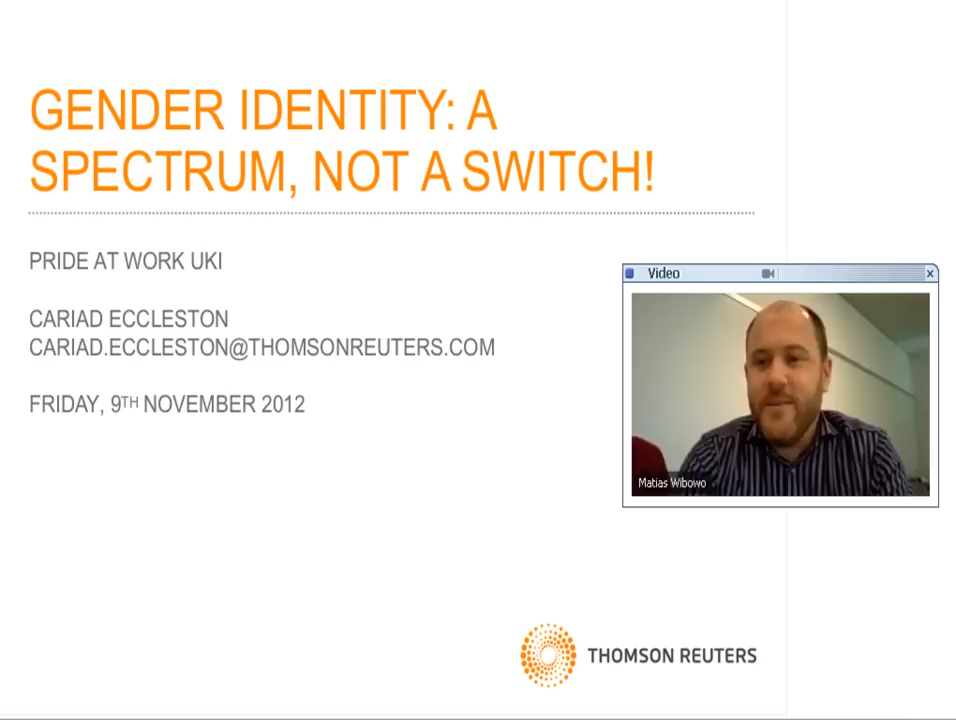 GENDER IDENTITY: A
SPECTRUM, NOT A SWITCH!
PRIDE AT WORK UKI
CARIAD ECCLESTON
CARIAD.ECCLESTON@THOMSONREUTERS.COM
FRIDAY, 9TH NOVEMBER 2012
Video
Matias Wibowo
THOMSON REUTERS